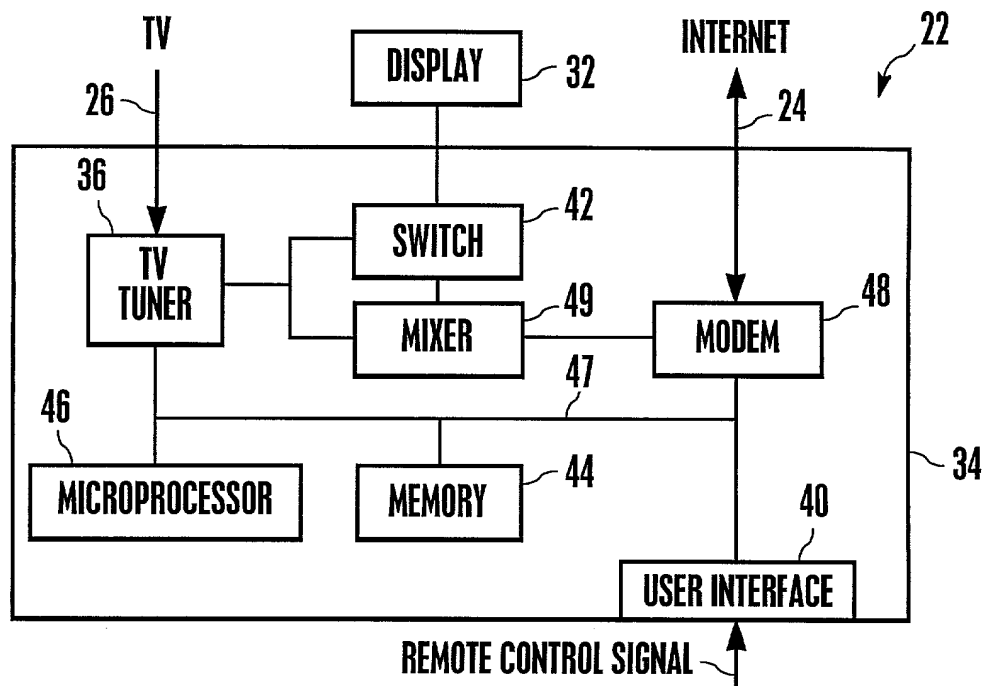 TV
INTERNET
22
DISPLAY
32
26
24
36
42
SWITCH
TV
TUNER
49
48
MIXER
MODEM
47
46
MICROPROCESSOR
MEMORY
44
34
40
USER INTERFACE
REMOTE CONTROL SIGNAL